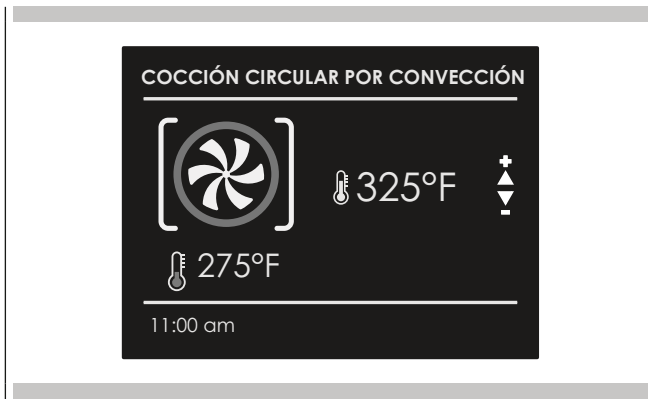 COCCIÓN CIRCULAR POR CONVECCIÓN
325°F
+
-
275°F
11:00 am